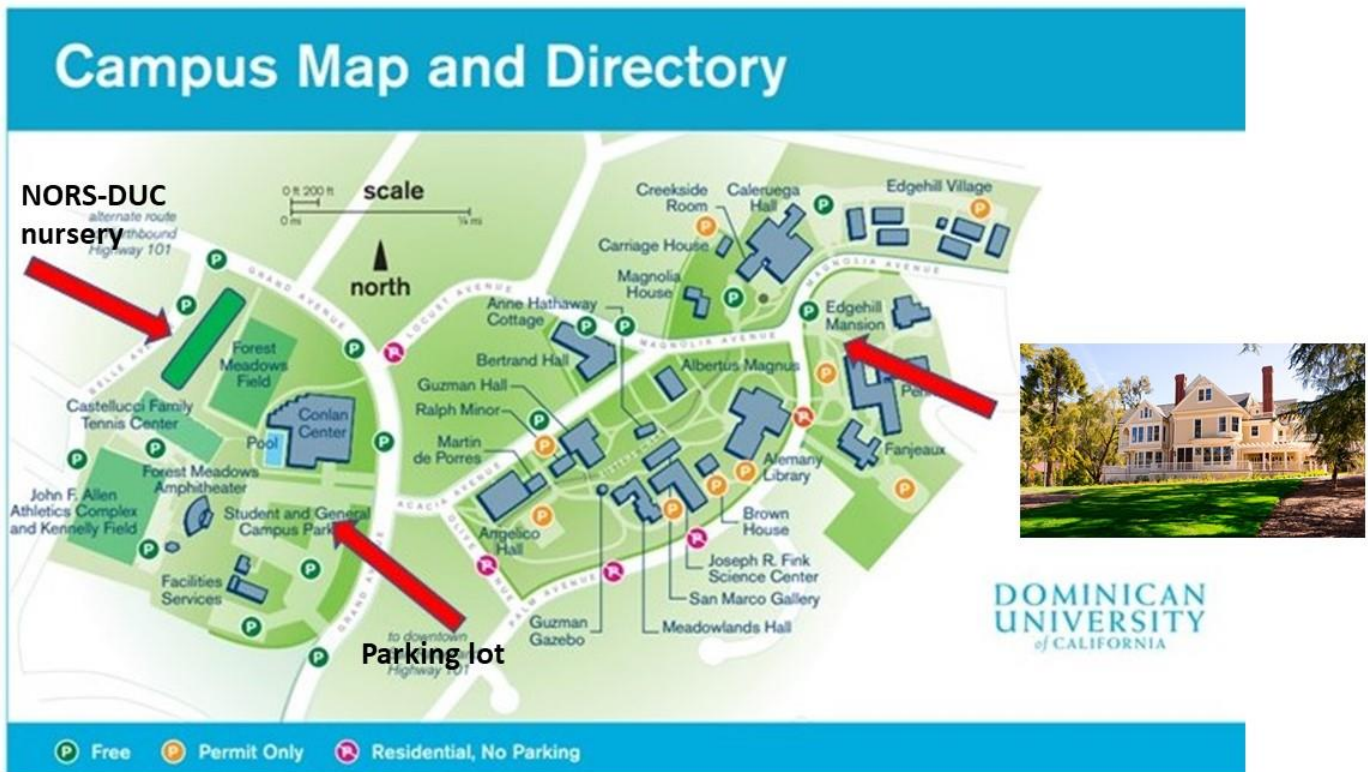 Campus Map and Directory
NORS-DUC
nursery
alternate route
Highway 101
0 ft 200 ft
scale
0 mi
¼ mi
north
GRAND AVENUE
LOCUST AVENUE
Creekside
Room
Caleruega
Hall
Edgehill Village
Carriage House
Magnolia
House
MAGNOLIA AVENUE
Anne Hathaway
Cottage
MAGNOLIA AVENUE
Edgehill
Mansion
Bertrand Hall
Albertus Magnus
Guzman Hall
Ralph Minor
Martin
de Porres
Forest
Meadows
Field
BELLE
Castellucci Family
Tennis Center
Conlan
Center
Pool
Forest Meadows
Amphitheater
John F. Allen
Athletics Complex
and Kennelly Field
Student and General
Campus
ACACIA AVENUE
OLIVE
Angelico
Hall
Alemany
Library
Fanjeaux
Brown
House
Joseph R. Fink
Science Center
San Marco Gallery
Meadowlands Hall
Guzman
Gazebo
PALM AVENUE
Facilities
Services
GRAND
to downtown
Parking lot
Highway 101
DOMINICAN
UNIVERSITY
of CALIFORNIA
P Free P Permit Only Residential, No Parking